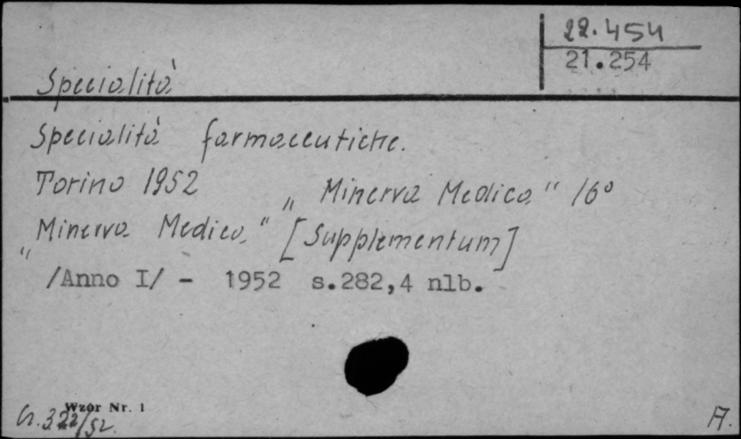 22.454
21.254
Specialità
Specialità farmaceutiche.
Torino 1952 „Minerva Medica" 16°
„Minerva Medica" [Supplementum]
/Anno I/ - 1952 s.282,4 nlb.
Wzór Nr. 1
A.